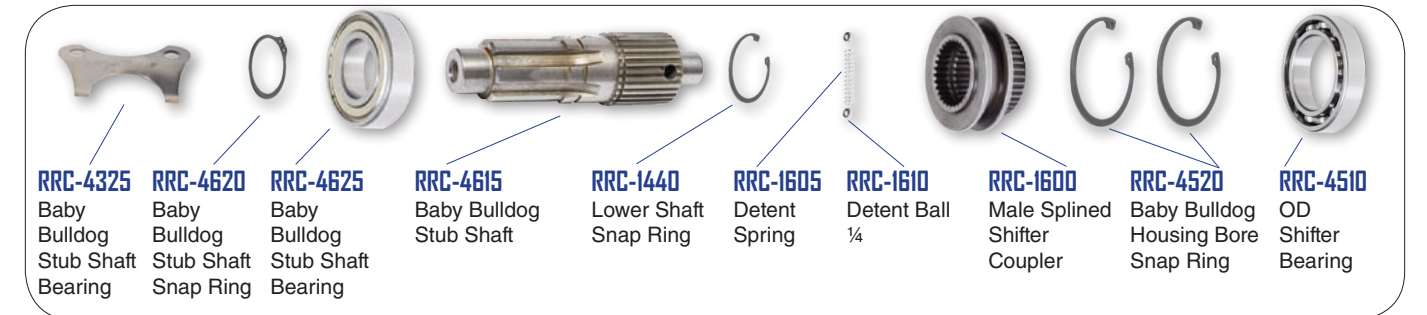 RRC-4325
Baby
Bulldog
Stub Shaft
Bearing
RRC-4620
Baby
Bulldog
Stub Shaft
Snap Ring
RRC-4625
Baby
Bulldog
Stub Shaft
Bearing
RRC-4615
Baby Bulldog
Stub Shaft
RRC-1440
Lower Shaft
Snap Ring
RRC-1605
Detent
Spring
RRC-1610
Detent Ball
¼
RRC-1600
Male Splined
Shifter
Coupler
RRC-4520
Baby Bulldog
Housing Bore
Snap Ring
RRC-4510
OD
Shifter
Bearing